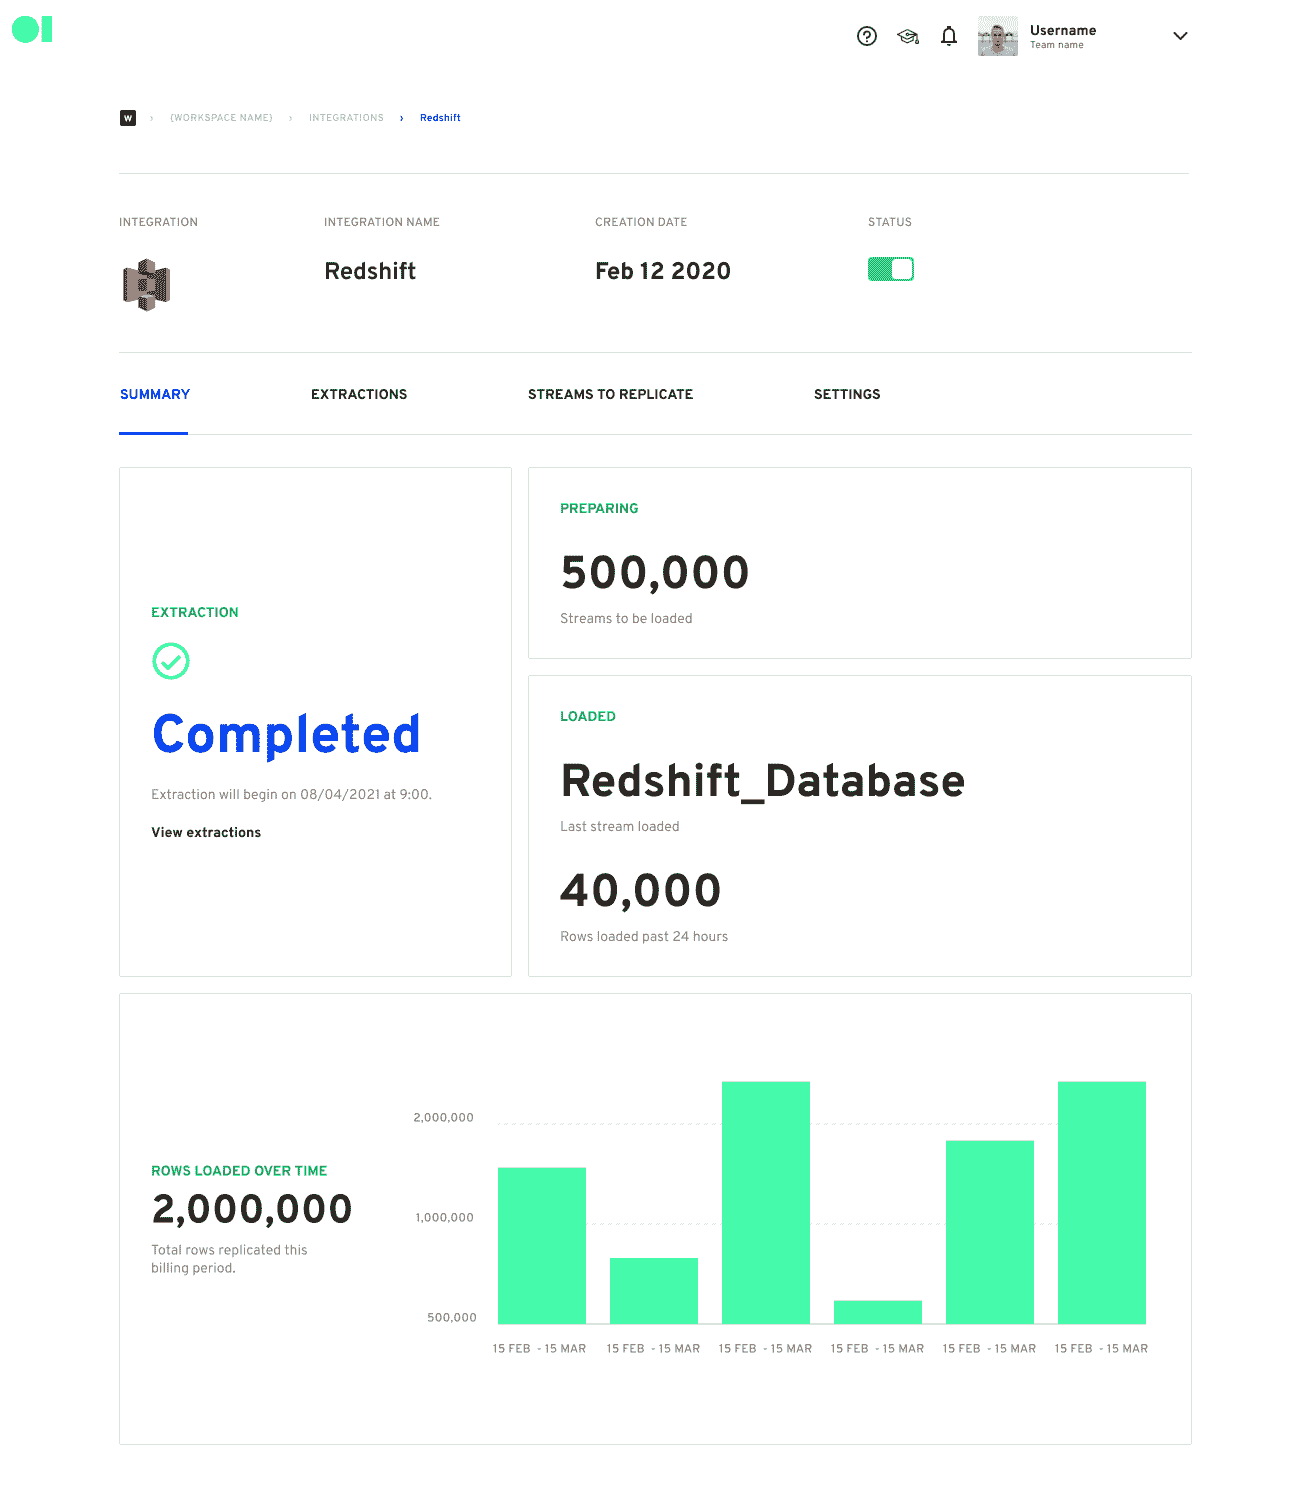 Username
Team name
W › {WORKSPACE NAME} › INTEGRATIONS › Redshift
INTEGRATION INTEGRATION NAME CREATION DATE STATUS
Redshift Feb 12 2020
SUMMARY EXTRACTIONS STREAMS TO REPLICATE SETTINGS
EXTRACTION
Completed
Extraction will begin on 08/04/2021 at 9:00.
View extractions
PREPARING
500,000
Streams to be loaded
LOADED
Redshift_Database
Last stream loaded
40,000
Rows loaded past 24 hours
ROWS LOADED OVER TIME
2,000,000
Total rows replicated this
billing period.
2,000,000
1,000,000
500,000
15 FEB - 15 MAR 15 FEB - 15 MAR 15 FEB - 15 MAR 15 FEB - 15 MAR 15 FEB - 15 MAR 15 FEB - 15 MAR